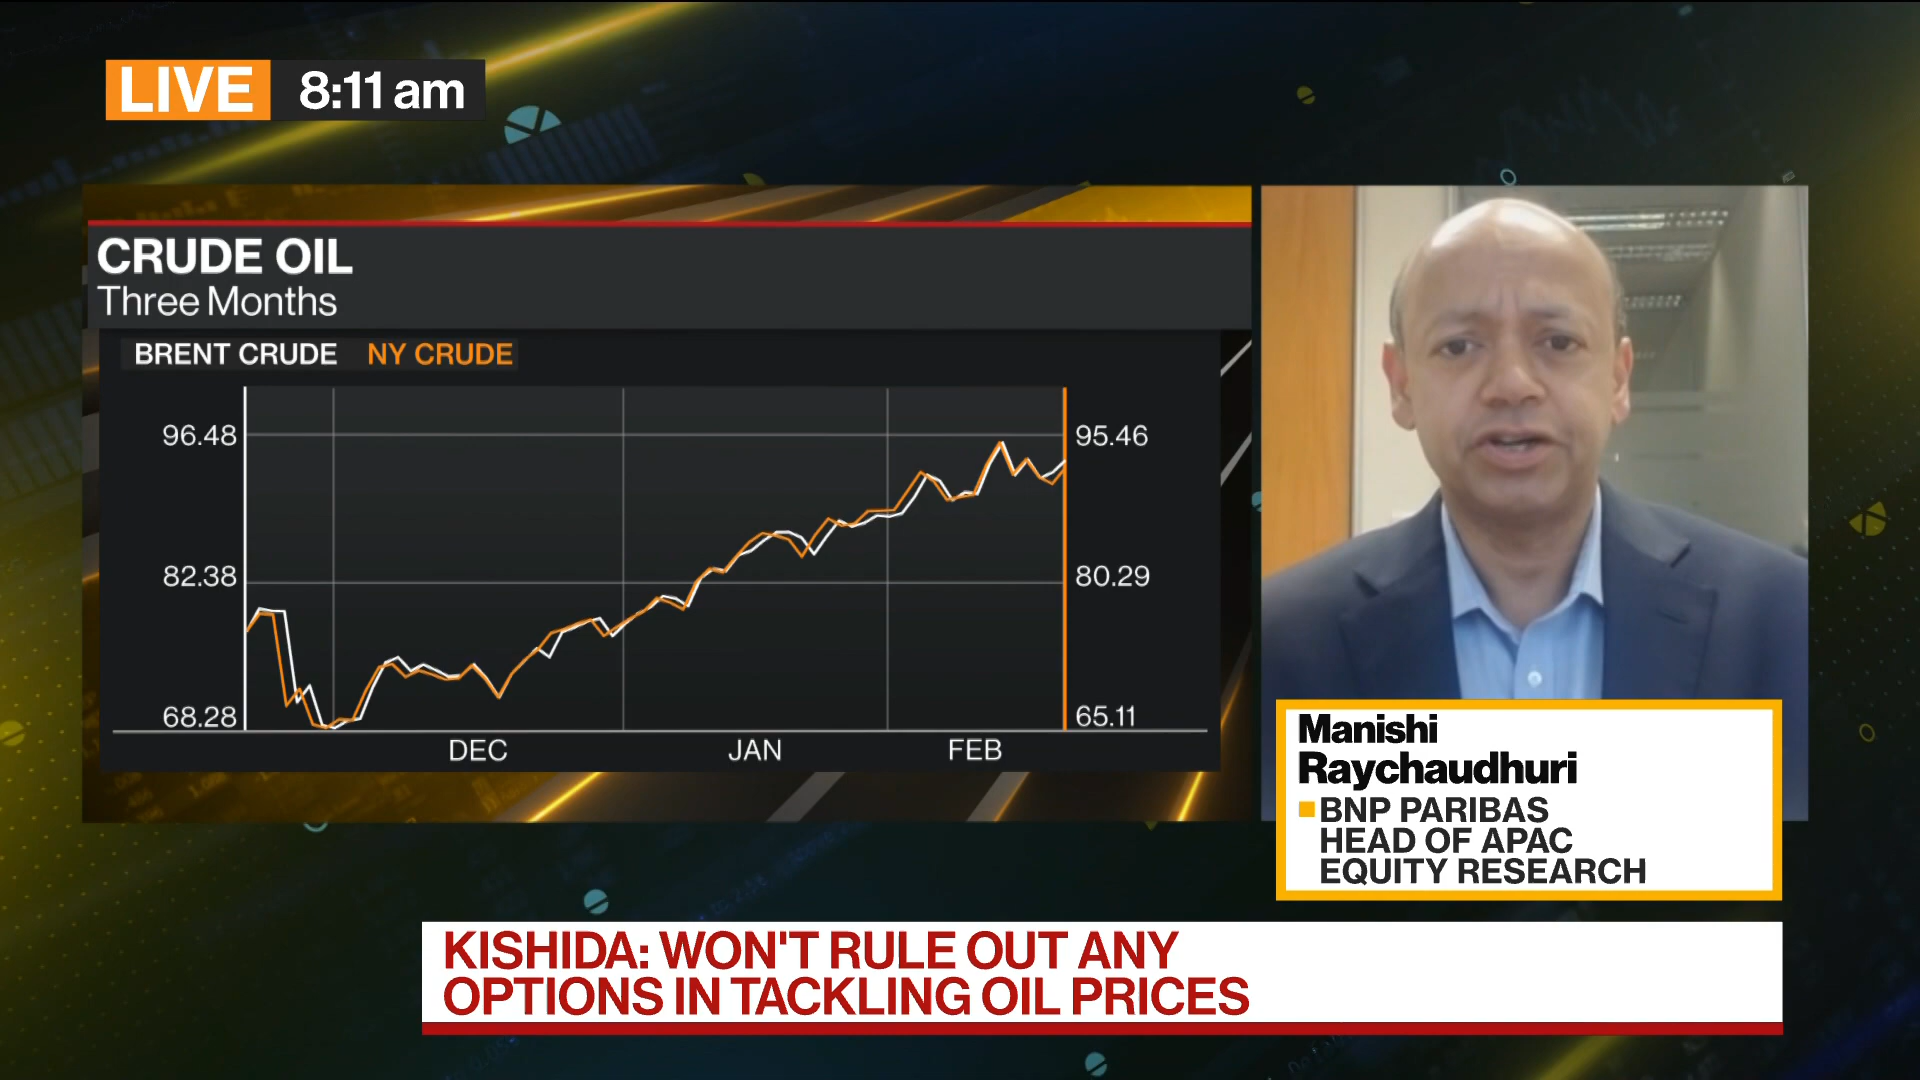 LIVE 8:11 am
CRUDE OIL
Three Months
BRENT CRUDE NY CRUDE
96.48 95.46
82.38 80.29
68.28 65.11
DEC JAN FEB
Manishi
Raychaudhuri
BNP PARIBAS
HEAD OF APAC
EQUITY RESEARCH
KISHIDA: WON'T RULE OUT ANY
OPTIONS IN TACKLING OIL PRICES